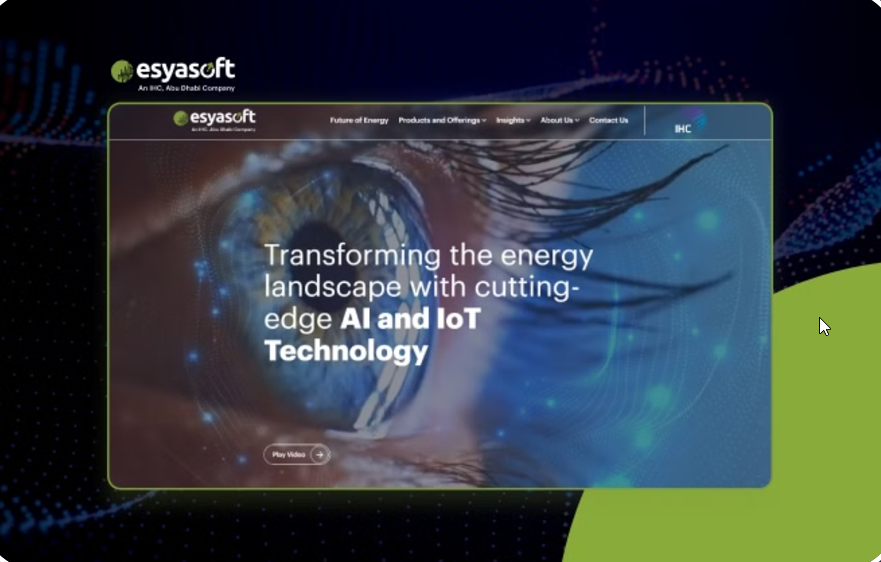 esyasoft
An IHC, Abu Dhabi Company
esyasoft
An IHC, Abu Dhabi Company
Future of Energy Products and Offerings Insights About Us Contact Us
IHC
Transforming the energy
landscape with cutting-
edge AI and IoT
Technology
Play Video